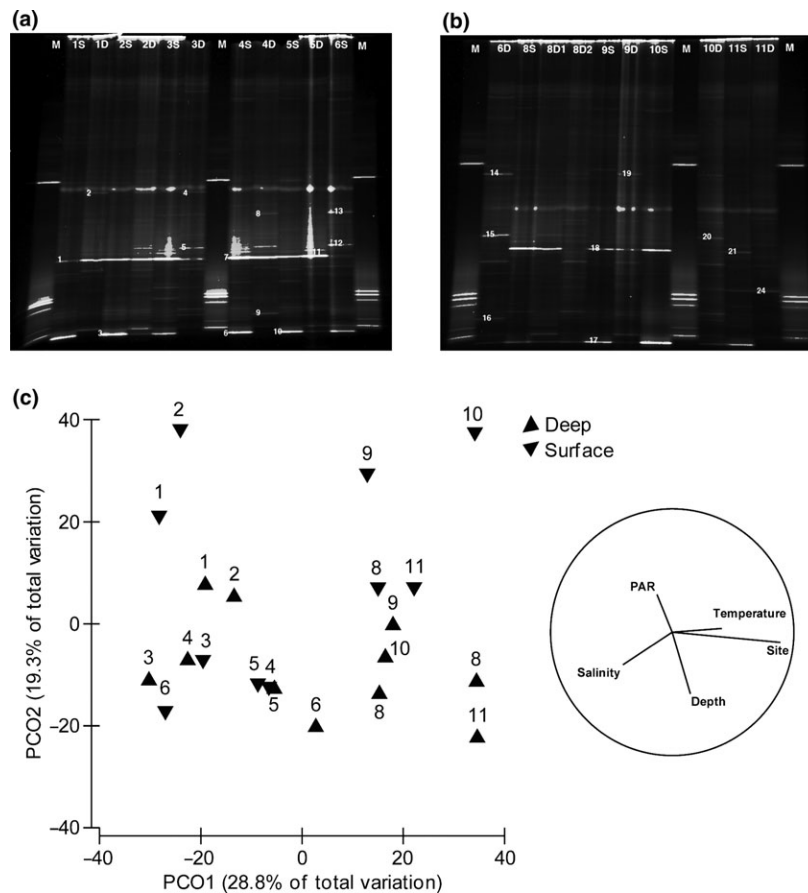 (a)
M 1S 1D 2S 2D 3S 3D M 4S 4D 5S 5D 6S M
2 4
8 13
5 12
1 7 11
9
3 6 10
(b)
M 6D 8S 8D1 8D2 9S 9D 10S M 10D 11S 11D M
14 19
15 20
18 21
24
16
17
(c)
40
20
0
−20
−40
−40 −20 0 20 40
PCO2 (19.3% of total variation)
PCO1 (28.8% of total variation)
2 10
9
1
1 2 8 11
9
3 4 3 5 4 10 8
6 5 6 8 11
Deep
Surface
PAR
Temperature
Site
Salinity
Depth